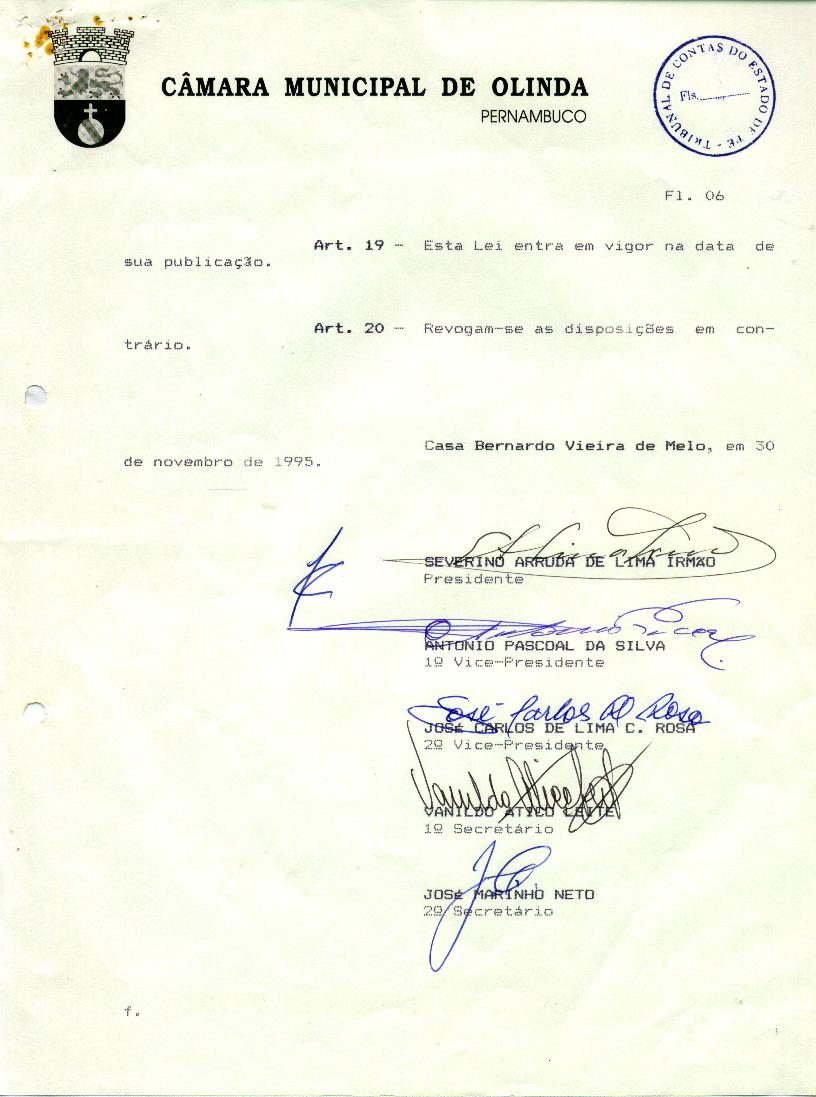 CÂMARA MUNICIPAL DE OLINDA
PERNAMBUCO
TRIBUNAL DE CONTAS DO ESTADO DE PE -
Fls.
Fl. 06
Art. 19 - Esta Lei entra em vigor na data de
sua publicação.
Art. 20 - Revogam-se as disposições em con-
trário.
Casa Bernardo Vieira de Melo, em 30
de novembro de 1995.
SEVERINO ARRUDA DE LIMA IRMÃO
Presidente
ANTONIO PASCOAL DA SILVA
1º Vice-Presidente
José Carlos
JOSÉ CARLOS DE LIMA C. ROSA
2º Vice-Presidente
Vanildo
VANILDO ATICO LEITE
1º Secretário
JOSÉ MARINHO NETO
2º Secretário
f.